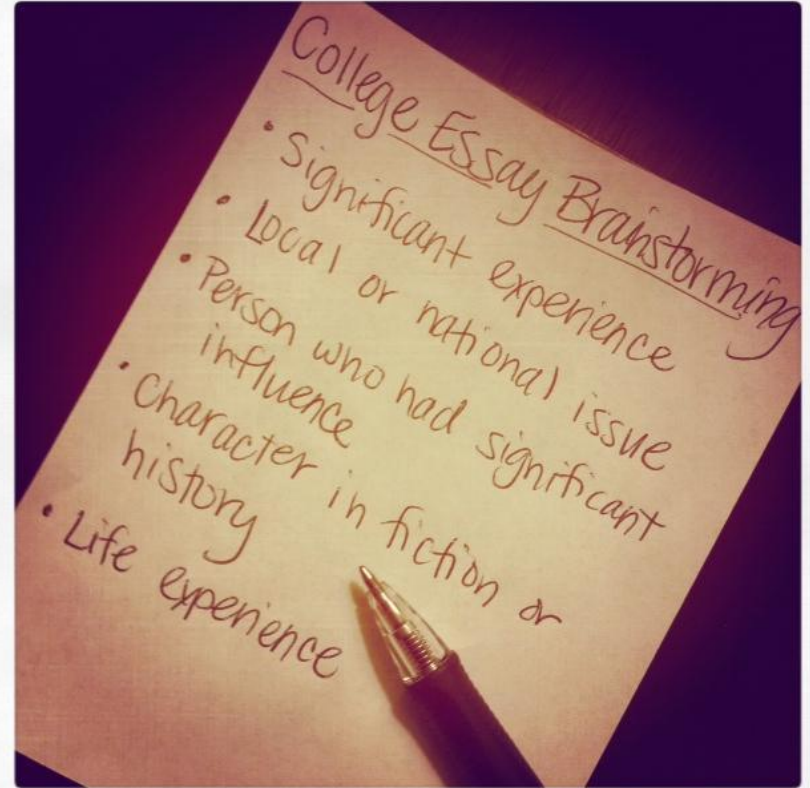 College Essay Brainstorming
• Significant experience
• Local or national issue
• Person who had significant
influence
• Character in fiction or
history
• Life experience